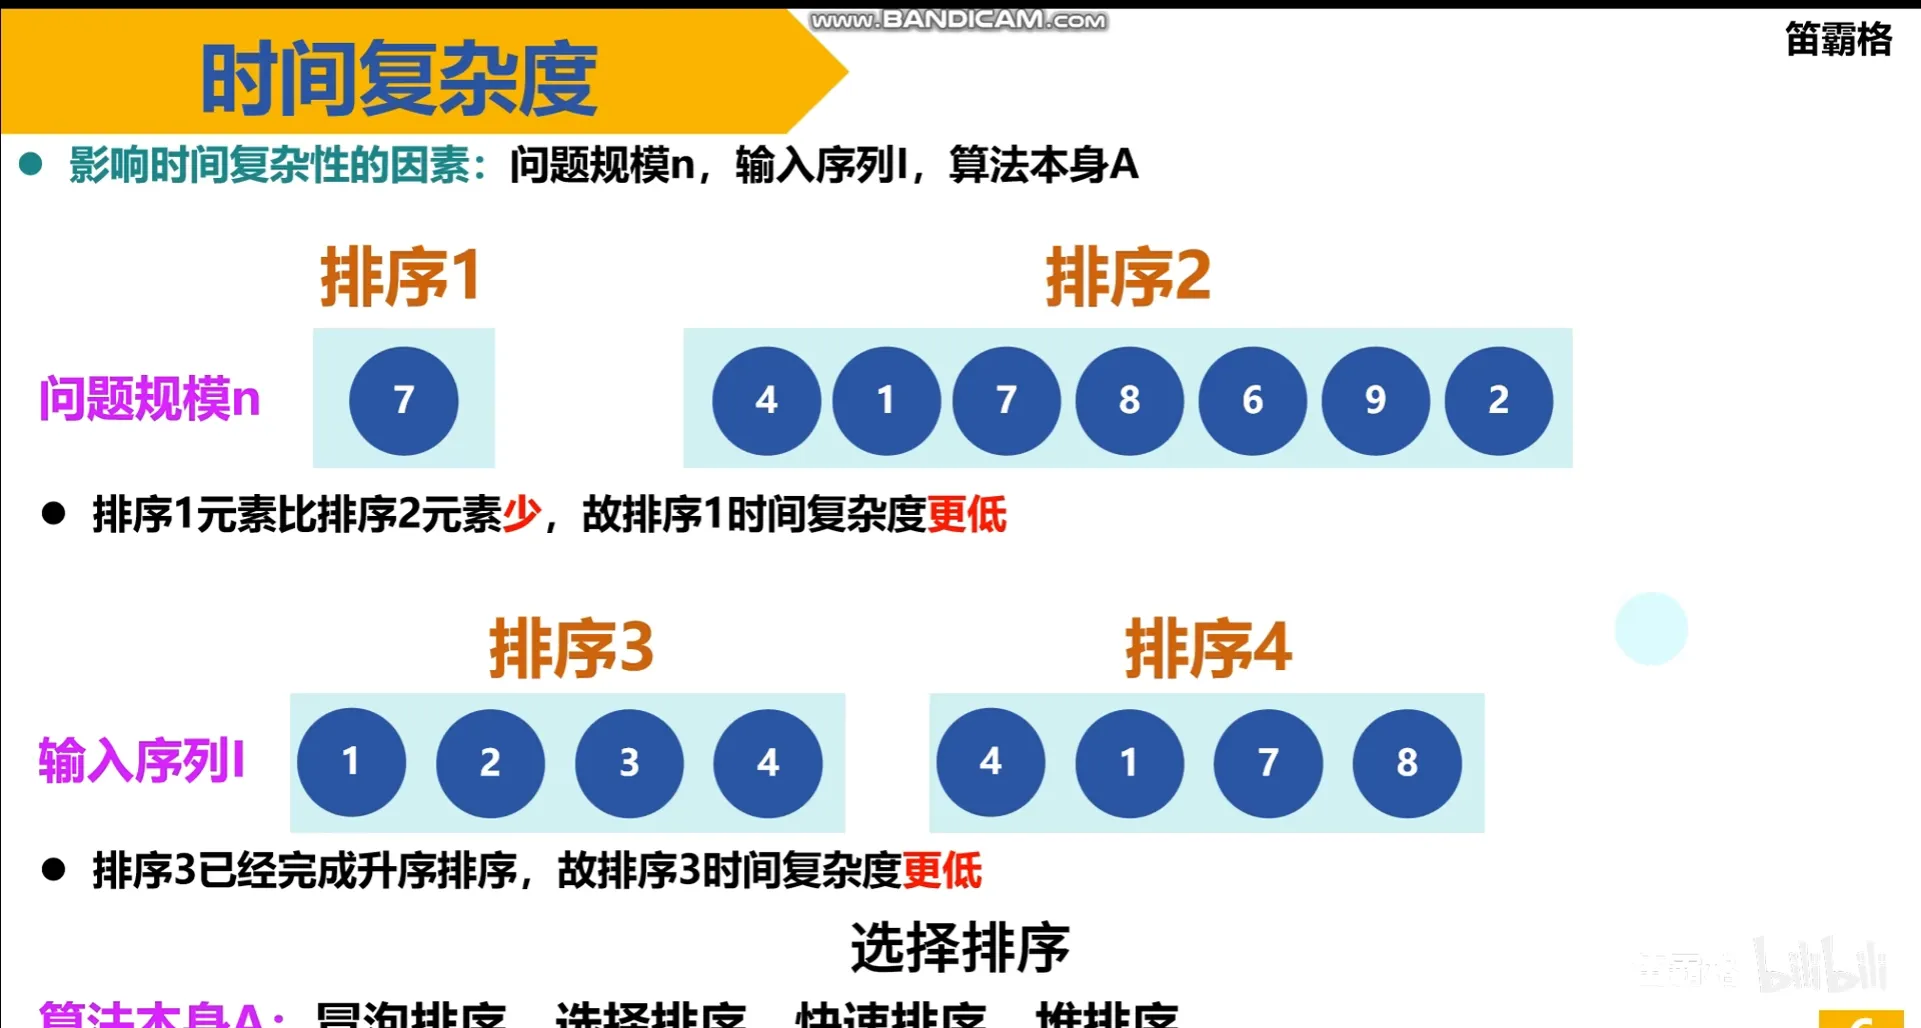 www.BANDICAM.com
笛霸格
时间复杂度
影响时间复杂性的因素：问题规模n，输入序列I，算法本身A
排序1
排序2
问题规模n
7
4 1 7 8 6 9 2
排序1元素比排序2元素少，故排序1时间复杂度更低
排序3
排序4
输入序列I
1 2 3 4
4 1 7 8
排序3已经完成升序排序，故排序3时间复杂度更低
选择排序
笛霸格 bilibili
算法本身A：冒泡排序 选择排序 快速排序 堆排序
6